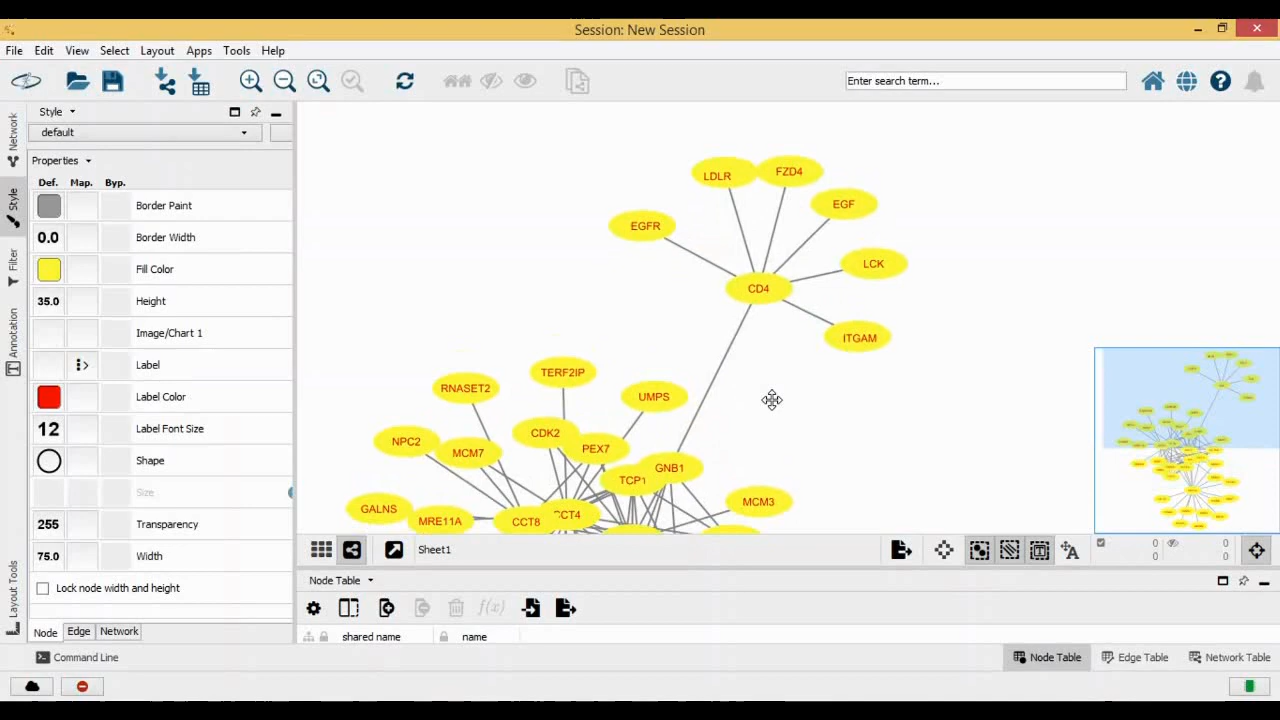 Session: New Session
File Edit View Select Layout Apps Tools Help
Enter search term...
Network
Style
Filter
Annotation
Layout Tools
Style
default
Properties
Def. Map. Byp.
Border Paint
0.0 Border Width
Fill Color
35.0 Height
Image/Chart 1
Label
Label Color
12 Label Font Size
Shape
Size
255 Transparency
75.0 Width
Lock node width and height
Node Edge Network
LDLR
FZD4
EGF
EGFR
LCK
CD4
ITGAM
TERF2IP
RNASET2
UMPS
CDK2
NPC2
PEX7
MCM7
GNB1
TCP1
MCM3
GALNS
CCT4
MRE11A
CCT8
Sheet1
0 0
0 0
Node Table
shared name name
Command Line
Node Table Edge Table Network Table